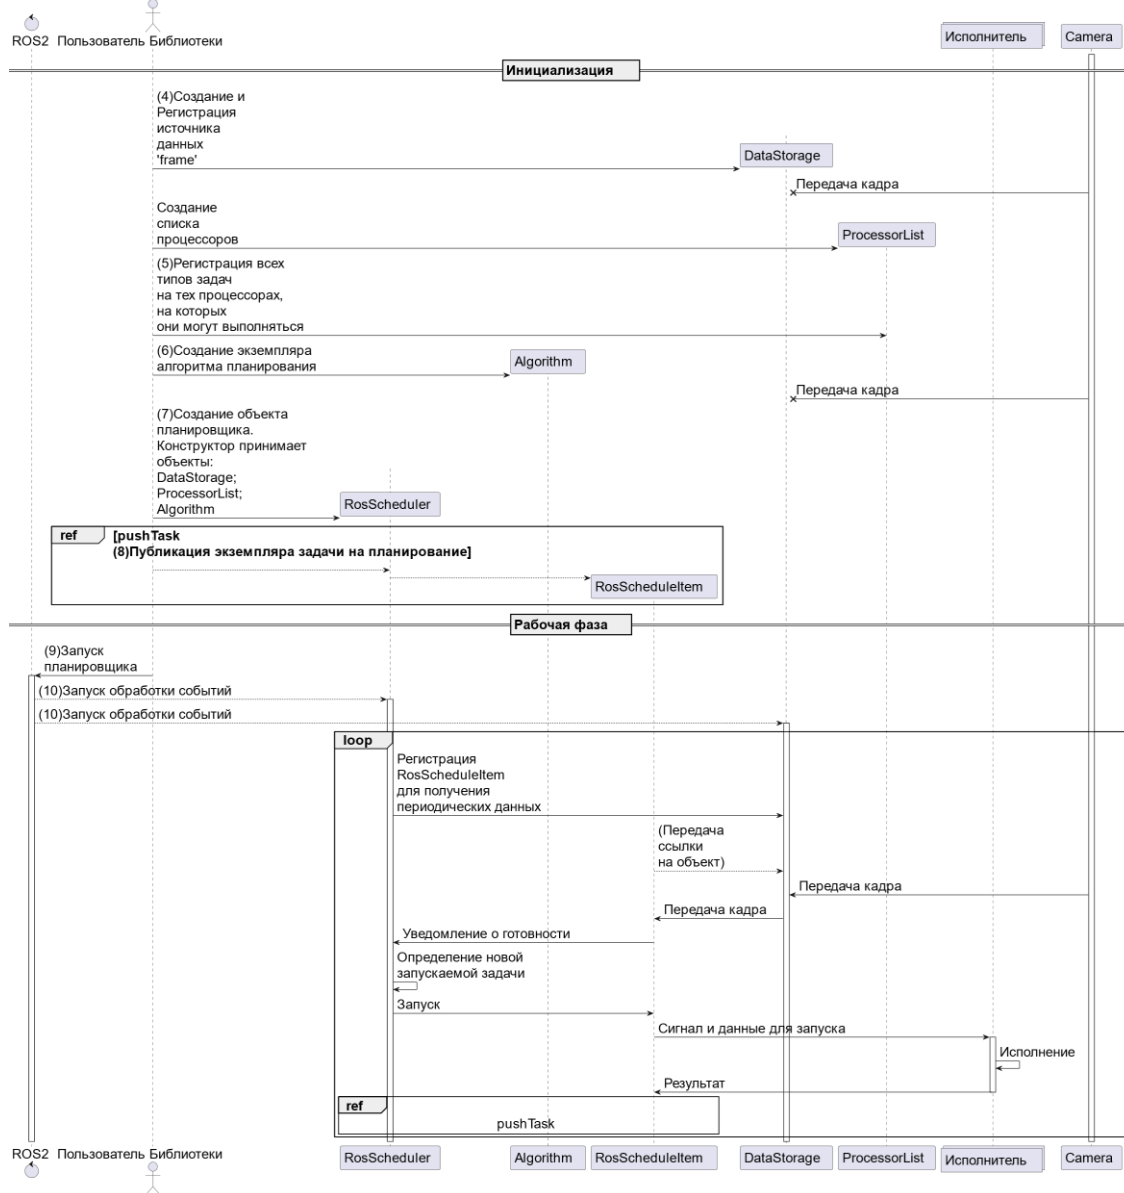 ROS2 Пользователь Библиотеки Исполнитель Camera
Инициализация
(4)Создание и
Регистрация
источника
данных
'frame'
DataStorage
Передача кадра
Создание
списка
процессоров
ProcessorList
(5)Регистрация всех
типов задач
на тех процессорах,
на которых
они могут выполняться
(6)Создание экземпляра
алгоритма планирования
Algorithm
Передача кадра
(7)Создание объекта
планировщика.
Конструктор принимает
объекты:
DataStorage;
ProcessorList;
Algorithm
RosScheduler
ref [pushTask
(8)Публикация экземпляра задачи на планирование]
RosScheduleItem
Рабочая фаза
(9)Запуск
планировщика
(10)Запуск обработки событий
(10)Запуск обработки событий
loop
Регистрация
RosScheduleItem
для получения
периодических данных
(Передача
ссылки
на объект)
Передача кадра
Передача кадра
Уведомление о готовности
Определение новой
запускаемой задачи
Запуск
Сигнал и данные для запуска
Исполнение
Результат
ref
pushTask
ROS2 Пользователь Библиотеки RosScheduler Algorithm RosScheduleItem DataStorage ProcessorList Исполнитель Camera